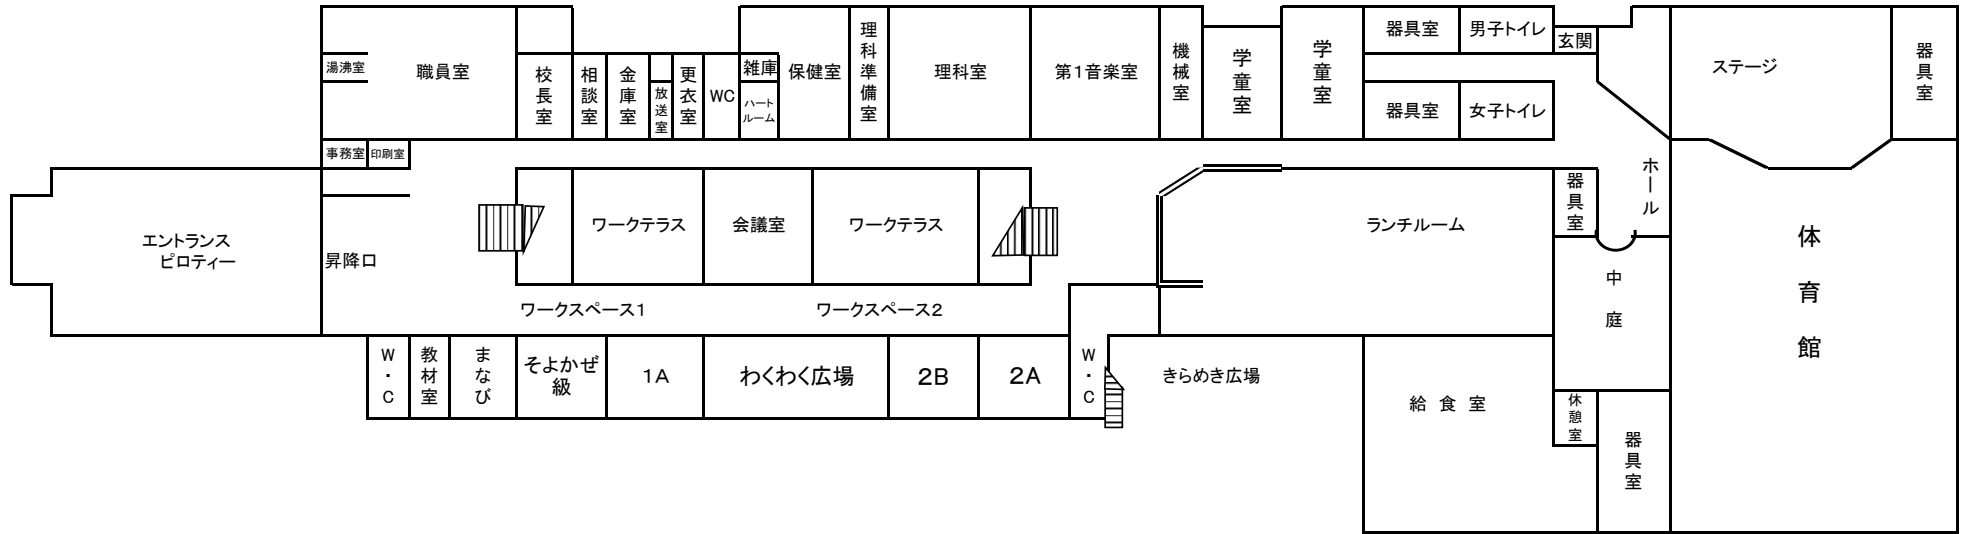 湯沸室
職員室
校長室
相談室
金庫室
放送室
更衣室
WC
雑庫
ハート
ルーム
保健室
理科準備室
理科室
第1音楽室
機械室
学童室
学童室
器具室
男子トイレ
玄関
器具室
女子トイレ
ステージ
器具室
事務室
印刷室
エントランス
ピロティー
昇降口
ワークテラス
会議室
ワークテラス
ランチルーム
器具室
ホール
中庭
体育館
ワークスペース1
ワークスペース2
W・C
教材室
まなび
そよかぜ
級
1A
わくわく広場
2B
2A
W・C
きらめき広場
給食室
休憩室
器具室